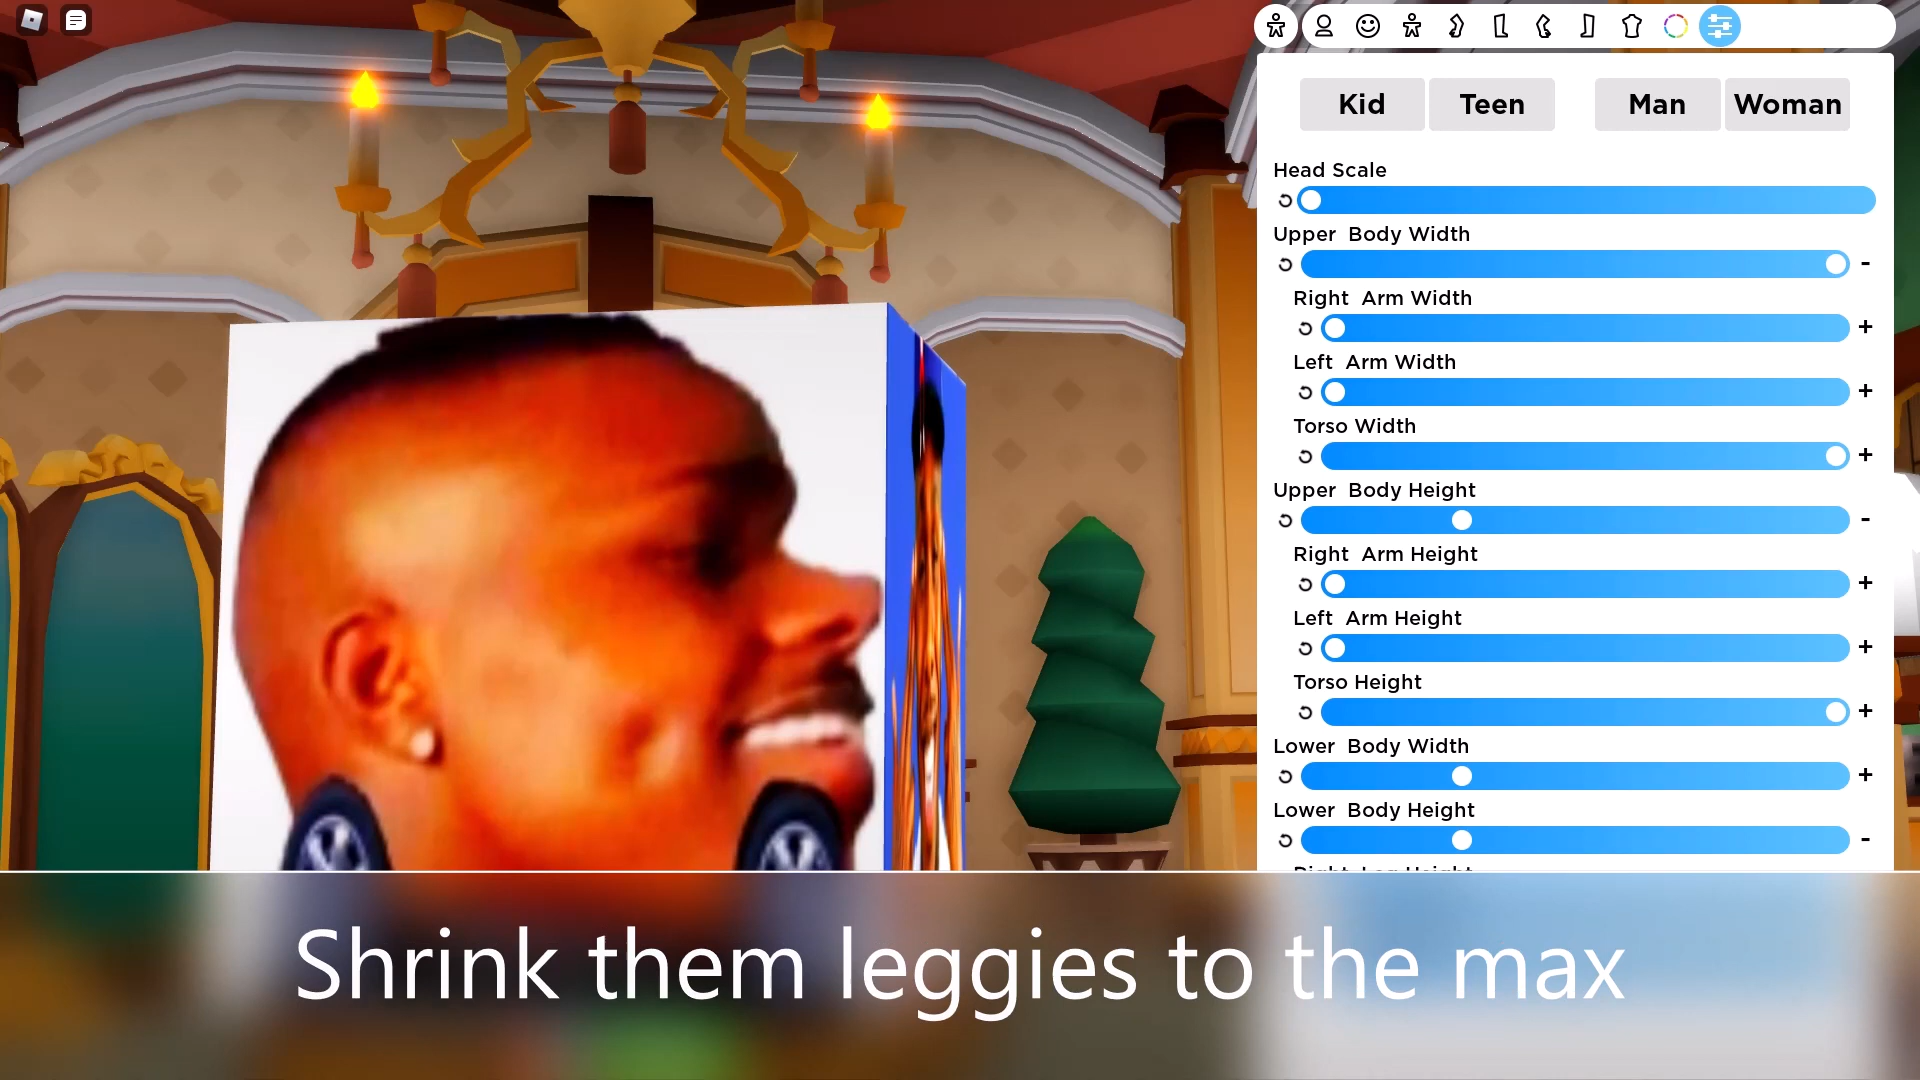 Kid Teen Man Woman
Head Scale
Upper Body Width
-
Right Arm Width
+
Left Arm Width
+
Torso Width
+
Upper Body Height
-
Right Arm Height
+
Left Arm Height
+
Torso Height
+
Lower Body Width
+
Lower Body Height
-
Shrink them leggies to the max